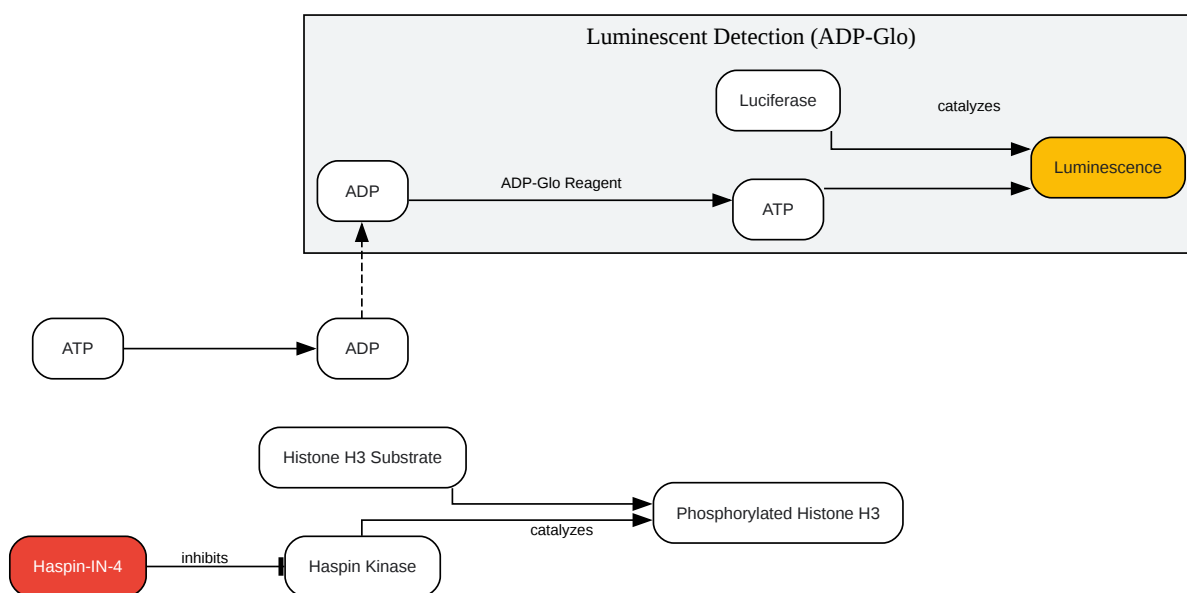 Luminescent Detection (ADP-Glo)
Luciferase
catalyzes
Luminescence
ADP
ADP-Glo Reagent
ATP
ATP
ADP
Histone H3 Substrate
Phosphorylated Histone H3
catalyzes
Haspin-IN-4
inhibits
Haspin Kinase